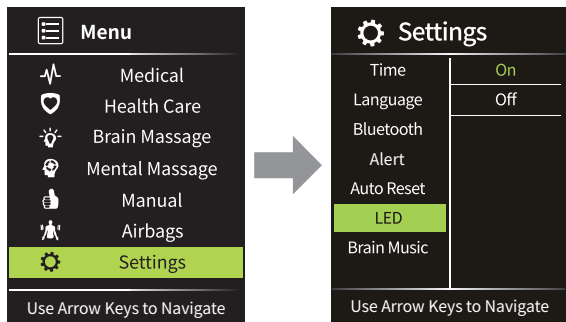 Menu
Medical
Health Care
Brain Massage
Mental Massage
Manual
Airbags
Settings
Use Arrow Keys to Navigate
Settings
Time
Language
Bluetooth
Alert
Auto Reset
LED
Brain Music
On
Off
Use Arrow Keys to Navigate